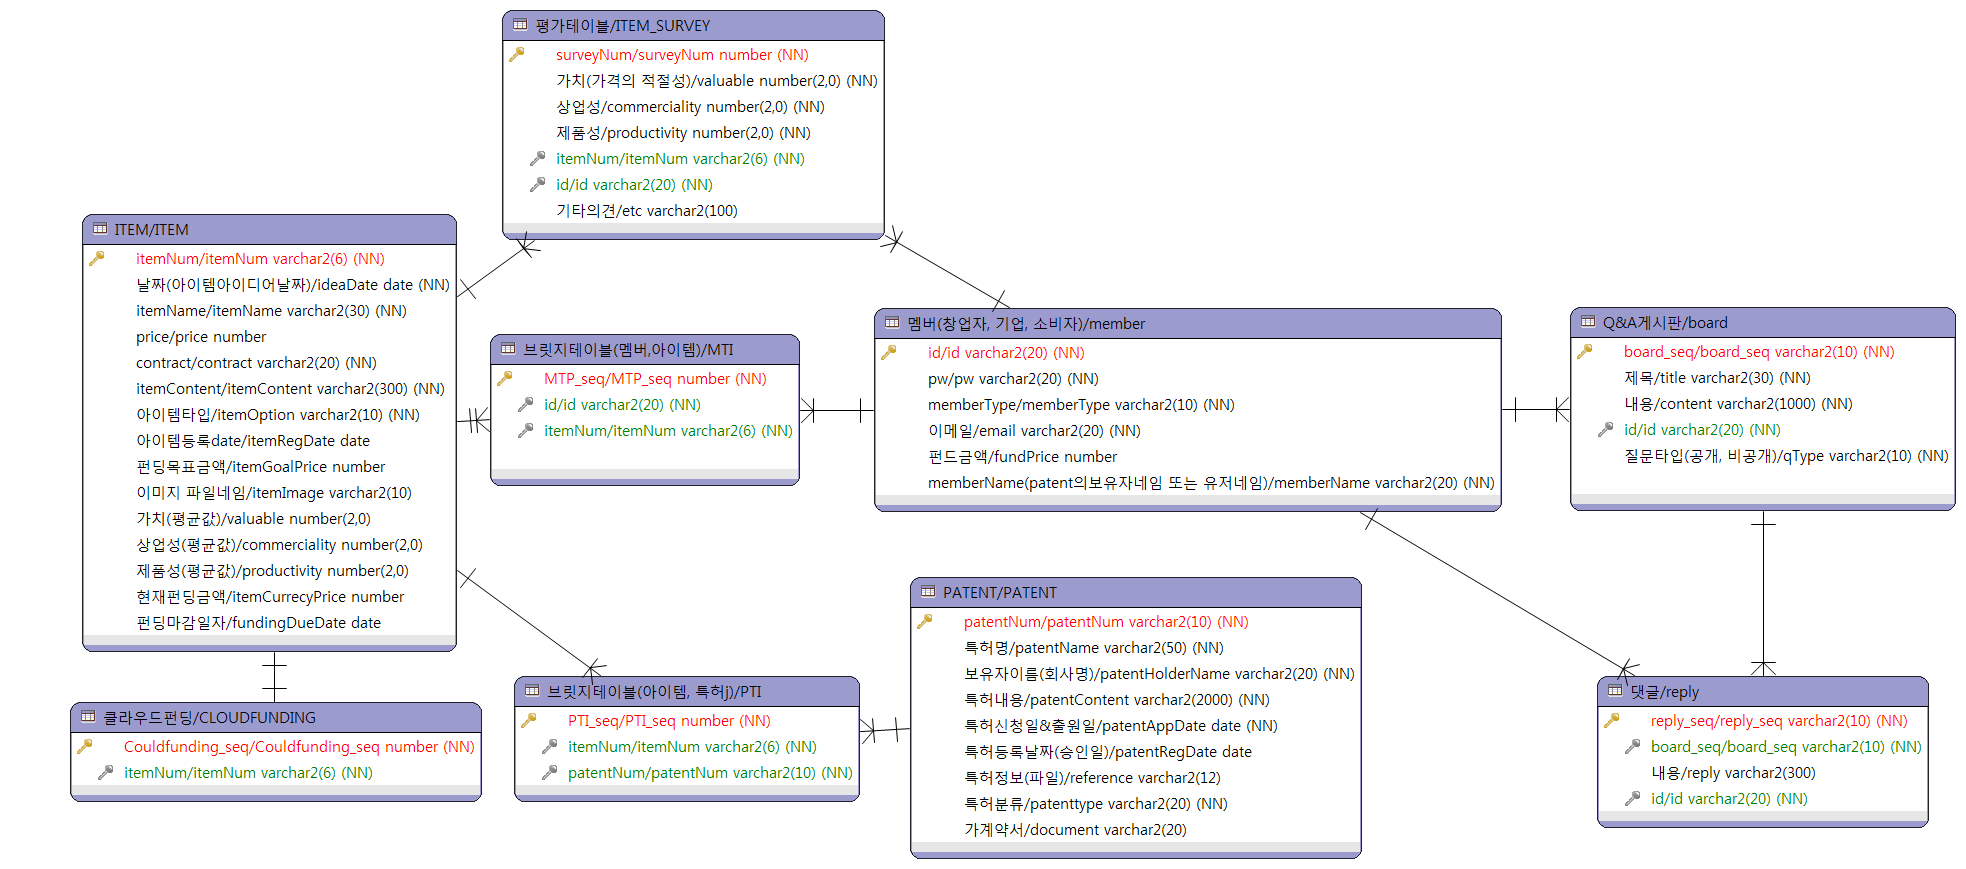 평가테이블/ITEM_SURVEY
surveyNum/surveyNum number (NN)
가치(가격의 적절성)/valuable number(2,0) (NN)
상업성/commerciality number(2,0) (NN)
제품성/productivity number(2,0) (NN)
itemNum/itemNum varchar2(6) (NN)
id/id varchar2(20) (NN)
기타의견/etc varchar2(100)
ITEM/ITEM
itemNum/itemNum varchar2(6) (NN)
날짜(아이템아이디어날짜)/ideaDate date (NN)
itemName/itemName varchar2(30) (NN)
price/price number
contract/contract varchar2(20) (NN)
itemContent/itemContent varchar2(300) (NN)
아이템타입/itemOption varchar2(10) (NN)
아이템등록date/itemRegDate date
펀딩목표금액/itemGoalPrice number
이미지 파일네임/itemImage varchar2(10)
가치(평균값)/valuable number(2,0)
상업성(평균값)/commerciality number(2,0)
제품성(평균값)/productivity number(2,0)
현재펀딩금액/itemCurrecyPrice number
펀딩마감일자/fundingDueDate date
브릿지테이블(멤버,아이템)/MTI
MTP_seq/MTP_seq number (NN)
id/id varchar2(20) (NN)
itemNum/itemNum varchar2(6) (NN)
멤버(창업자, 기업, 소비자)/member
id/id varchar2(20) (NN)
pw/pw varchar2(20) (NN)
memberType/memberType varchar2(10) (NN)
이메일/email varchar2(20) (NN)
펀드금액/fundPrice number
memberName(patent의보유자네임 또는 유저네임)/memberName varchar2(20) (NN)
Q&A게시판/board
board_seq/board_seq varchar2(10) (NN)
제목/title varchar2(30) (NN)
내용/content varchar2(1000) (NN)
id/id varchar2(20) (NN)
질문타입(공개, 비공개)/qType varchar2(10) (NN)
클라우드펀딩/CLOUDFUNDING
Couldfunding_seq/Couldfunding_seq number (NN)
itemNum/itemNum varchar2(6) (NN)
브릿지테이블(아이템, 특허j)/PTI
PTI_seq/PTI_seq number (NN)
itemNum/itemNum varchar2(6) (NN)
patentNum/patentNum varchar2(10) (NN)
PATENT/PATENT
patentNum/patentNum varchar2(10) (NN)
특허명/patentName varchar2(50) (NN)
보유자이름(회사명)/patentHolderName varchar2(20) (NN)
특허내용/patentContent varchar2(2000) (NN)
특허신청일&출원일/patentAppDate date (NN)
특허등록날짜(승인일)/patentRegDate date
특허정보(파일)/reference varchar2(12)
특허분류/patenttype varchar2(20) (NN)
가계약서/document varchar2(20)
댓글/reply
reply_seq/reply_seq varchar2(10) (NN)
board_seq/board_seq varchar2(10) (NN)
내용/reply varchar2(300)
id/id varchar2(20) (NN)